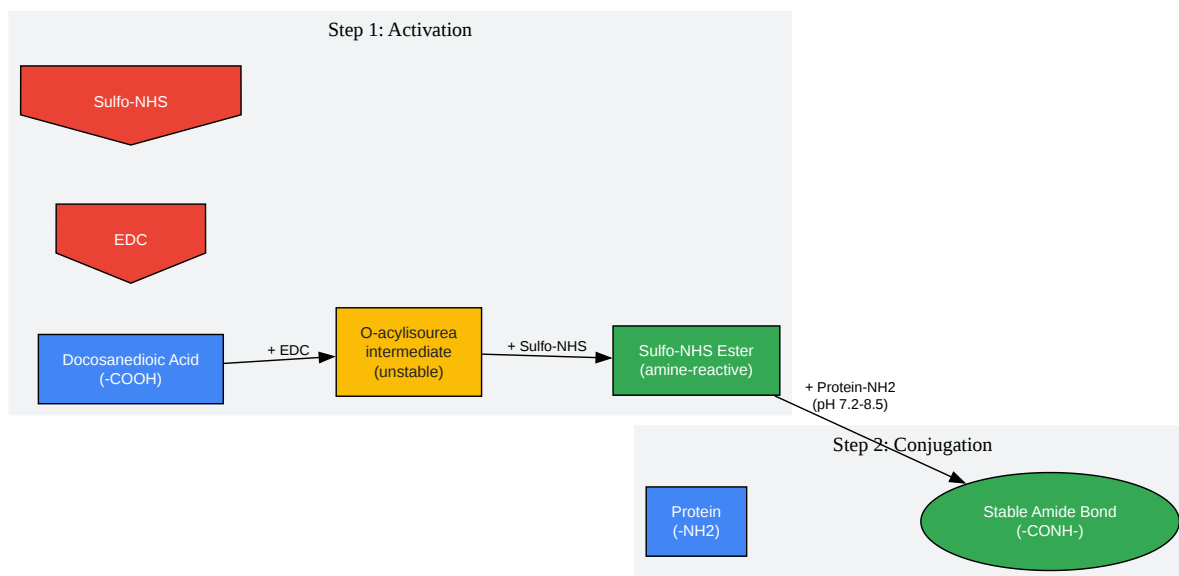 Step 1: Activation
Sulfo-NHS
EDC
Docosanedioic Acid
(-COOH)
+ EDC
O-acylisourea
intermediate
(unstable)
+ Sulfo-NHS
Sulfo-NHS Ester
(amine-reactive)
+ Protein-NH2
(pH 7.2-8.5)
Step 2: Conjugation
Protein
(-NH2)
Stable Amide Bond
(-CONH-)